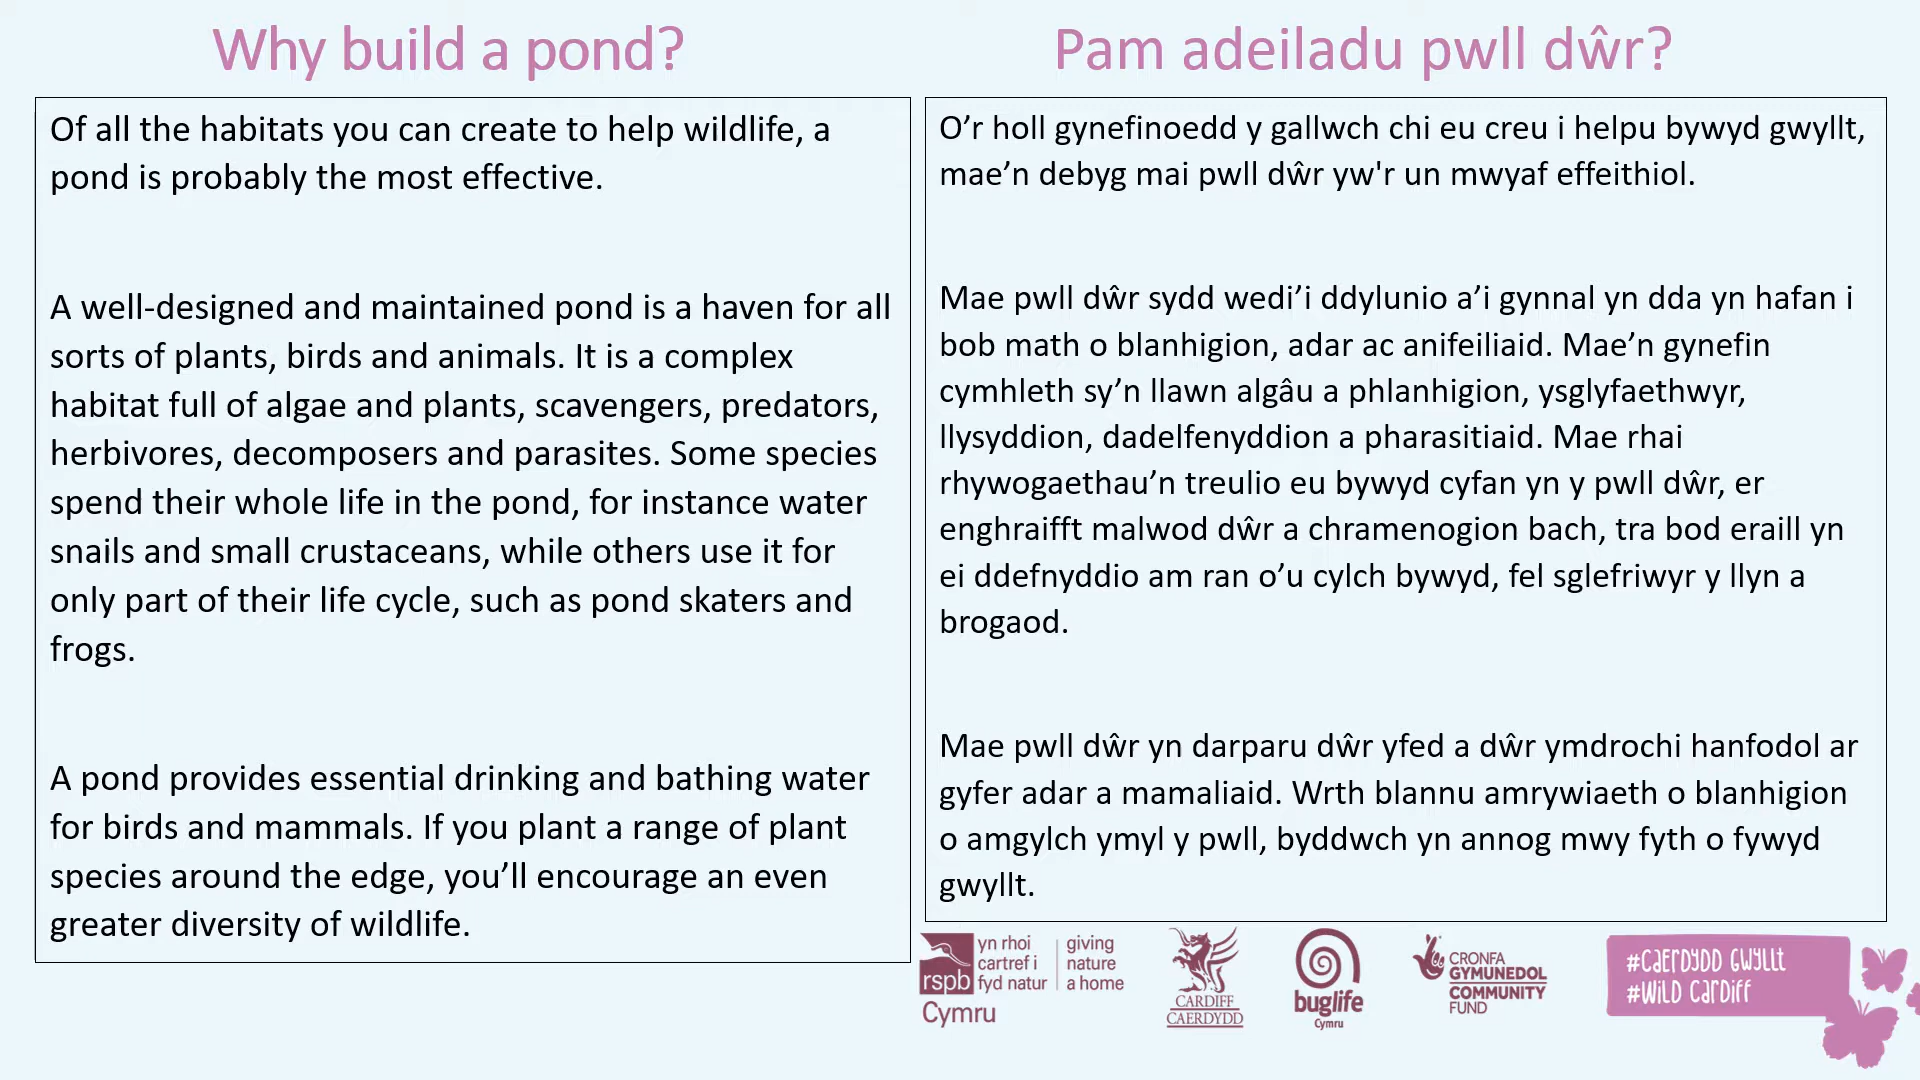 Why build a pond?
Of all the habitats you can create to help wildlife, a
pond is probably the most effective.
A well-designed and maintained pond is a haven for all
sorts of plants, birds and animals. It is a complex
habitat full of algae and plants, scavengers, predators,
herbivores, decomposers and parasites. Some species
spend their whole life in the pond, for instance water
snails and small crustaceans, while others use it for
only part of their life cycle, such as pond skaters and
frogs.
A pond provides essential drinking and bathing water
for birds and mammals. If you plant a range of plant
species around the edge, you’ll encourage an even
greater diversity of wildlife.
Pam adeiladu pwll dŵr?
O’r holl gynefinoedd y gallwch chi eu creu i helpu bywyd gwyllt,
mae’n debyg mai pwll dŵr yw'r un mwyaf effeithiol.
Mae pwll dŵr sydd wedi’i ddylunio a’i gynnal yn dda yn hafan i
bob math o blanhigion, adar ac anifeiliaid. Mae’n gynefin
cymhleth sy’n llawn algâu a phlanhigion, ysglyfaethwyr,
llysyddion, dadelfenyddion a pharasitiaid. Mae rhai
rhywogaethau’n treulio eu bywyd cyfan yn y pwll dŵr, er
enghraifft malwod dŵr a chramenogion bach, tra bod eraill yn
ei ddefnyddio am ran o’u cylch bywyd, fel sglefriwyr y llyn a
brogaod.
Mae pwll dŵr yn darparu dŵr yfed a dŵr ymdrochi hanfodol ar
gyfer adar a mamaliaid. Wrth blannu amrywiaeth o blanhigion
o amgylch ymyl y pwll, byddwch yn annog mwy fyth o fywyd
gwyllt.
rspb
Cymru
yn rhoi
cartref i
fyd natur
giving
nature
a home
CARDIFF
CAERDYDD
buglife
Cymru
CRONFA
GYMUNEDOL
COMMUNITY
FUND
#Caerdydd Gwyllt
#Wild Cardiff